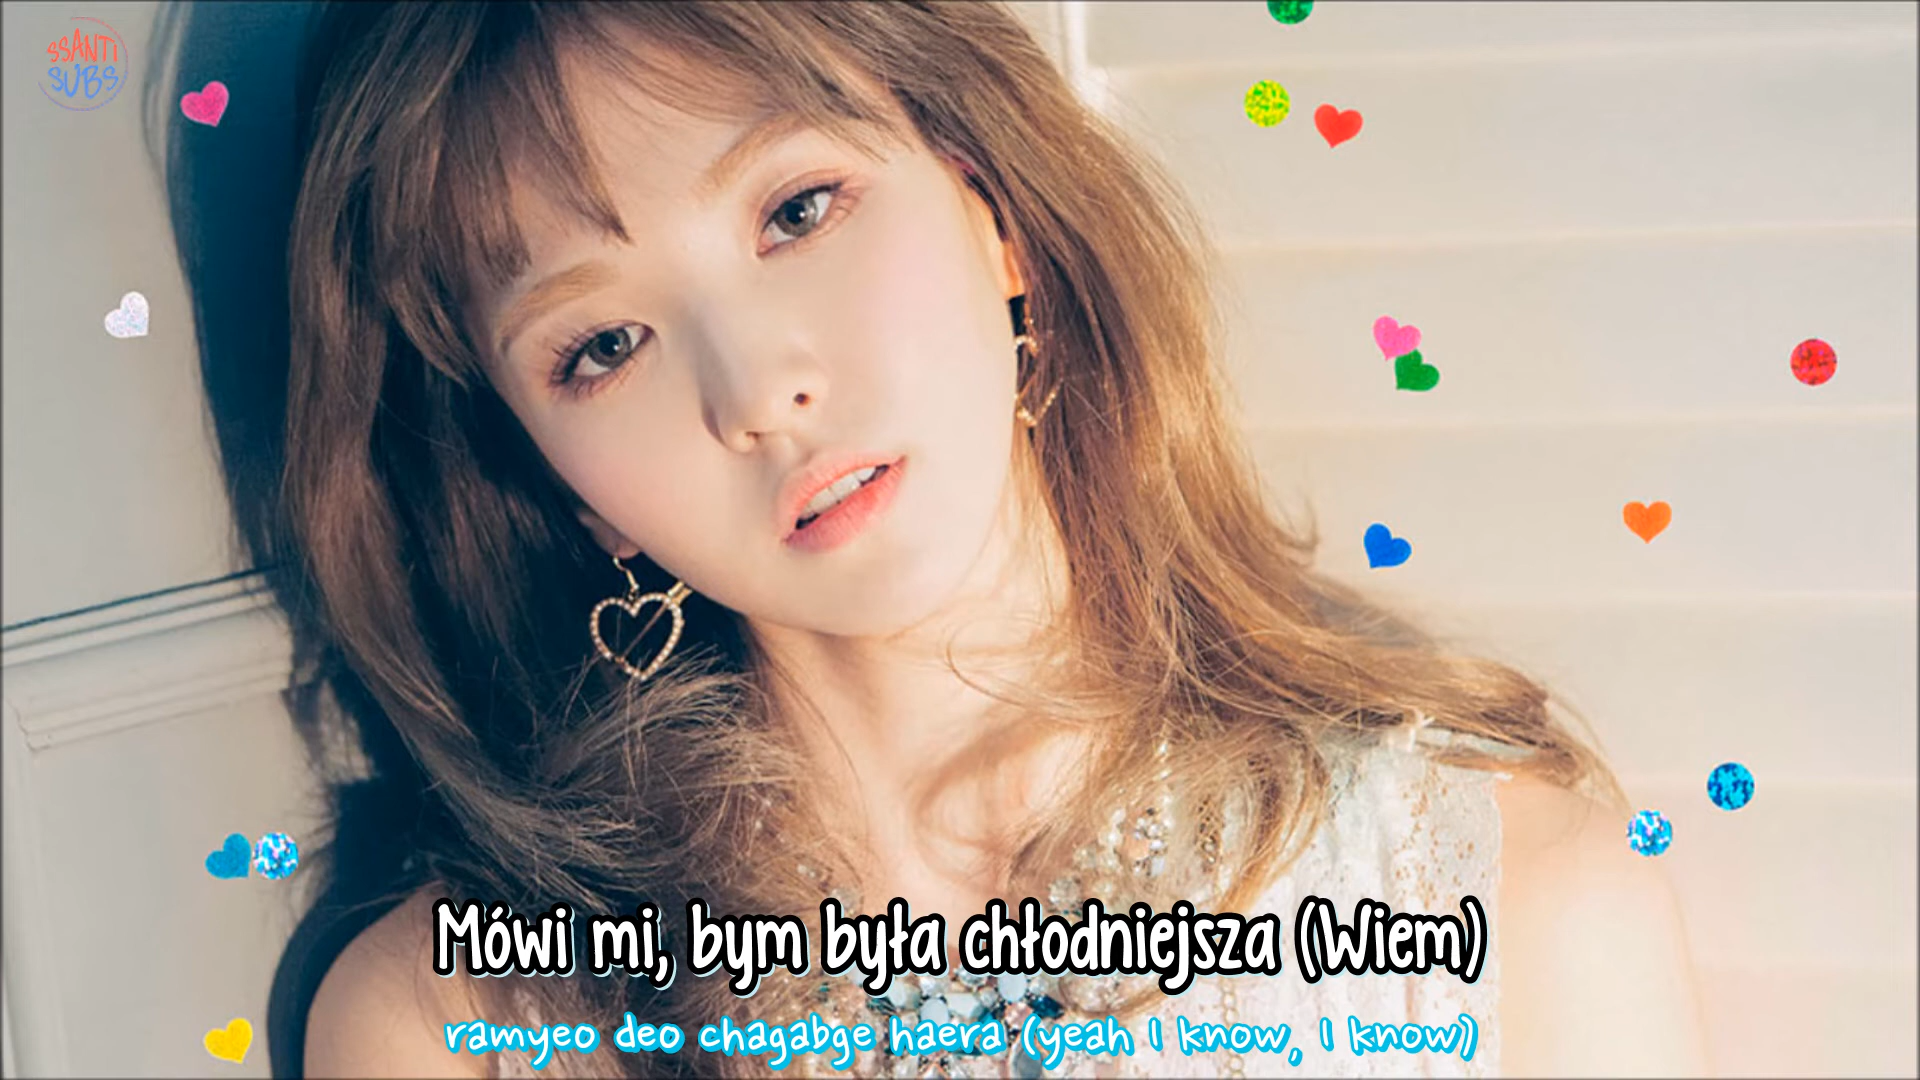 SSANTI
SUBS
Mówi mi, bym była chłodniejsza (Wiem)
ramyeo deo chagabge haera (yeah I know, I know)